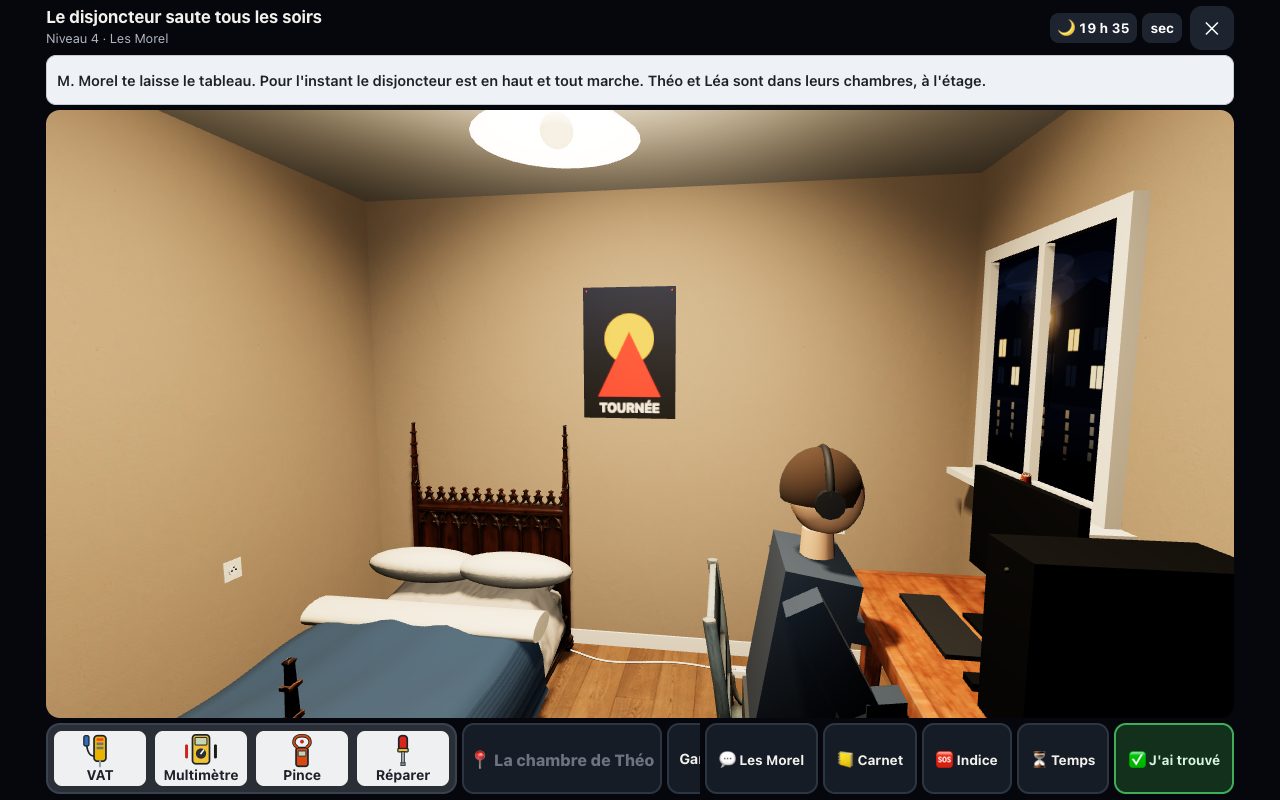 Le disjoncteur saute tous les soirs
Niveau 4 · Les Morel
🌙 19 h 35
sec
M. Morel te laisse le tableau. Pour l'instant le disjoncteur est en haut et tout marche. Théo et Léa sont dans leurs chambres, à l'étage.
TOURNÉE
VAT
Multimètre
Pince
Réparer
📍 La chambre de Théo
💬 Les Morel
📒 Carnet
🆘 Indice
⏳ Temps
✅ J'ai trouvé